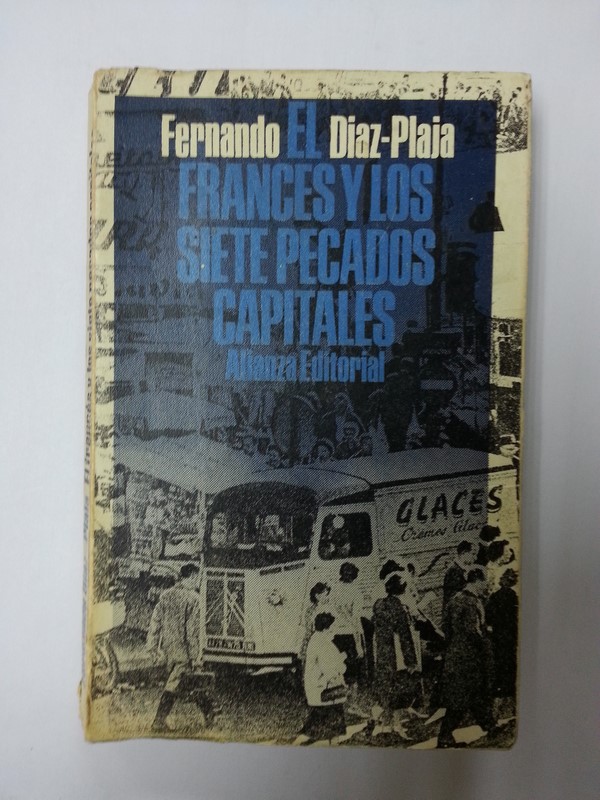 Fernando EL Diaz-Plaja
FRANCES Y LOS
SIETE PECADOS
CAPITALES
Alianza Editorial
GLACES